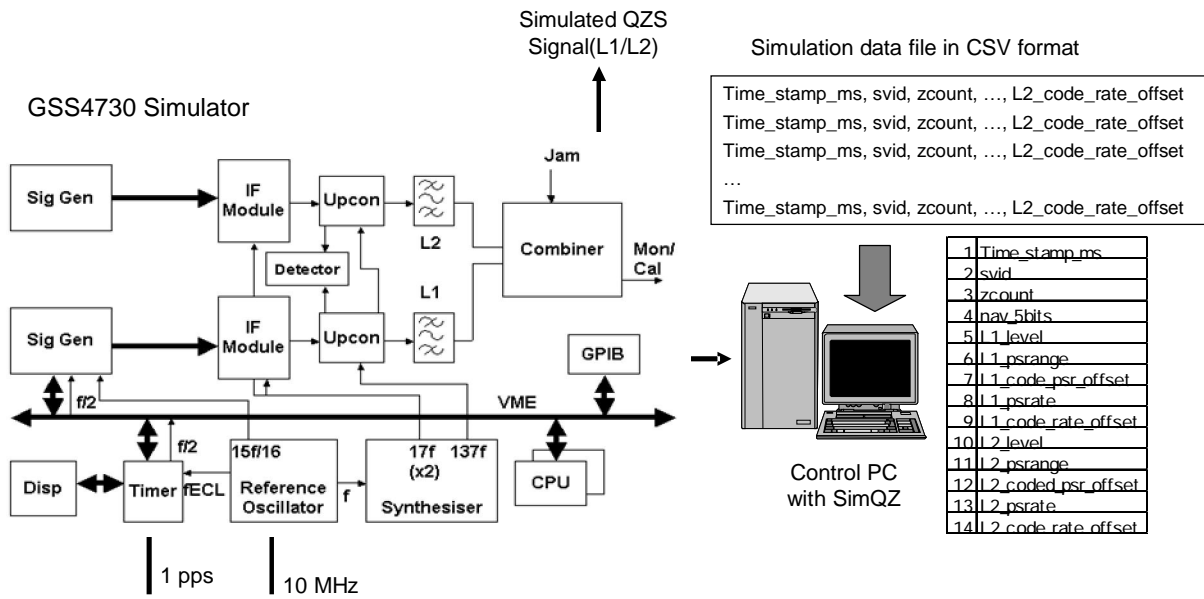 Simulated QZS
Signal(L1/L2)
Simulation data file in CSV format
GSS4730 Simulator
Time_stamp_ms, svid, zcount, …, L2_code_rate_offset
Time_stamp_ms, svid, zcount, …, L2_code_rate_offset
Time_stamp_ms, svid, zcount, …, L2_code_rate_offset
…
Time_stamp_ms, svid, zcount, …, L2_code_rate_offset
Jam
Sig Gen
IF
Module
Upcon
L2
Combiner
Mon/
Cal
Detector
L1
Sig Gen
IF
Module
Upcon
GPIB
f/2
VME
f/2
15f/16
17f
(x2)
137f
Disp
Timer
fECL
Reference
Oscillator
f
Synthesiser
CPU
1 pps
10 MHz
Control PC
with SimQZ
1 Time_stamp_ms
2 svid
3 zcount
4 nav_5bits
5 L1_level
6 L1_psrange
7 L1_code_psr_offset
8 L1_psrate
9 L1_code_rate_offset
10 L2_level
11 L2_psrange
12 L2_coded_psr_offset
13 L2_psrate
14 L2_code_rate_offset